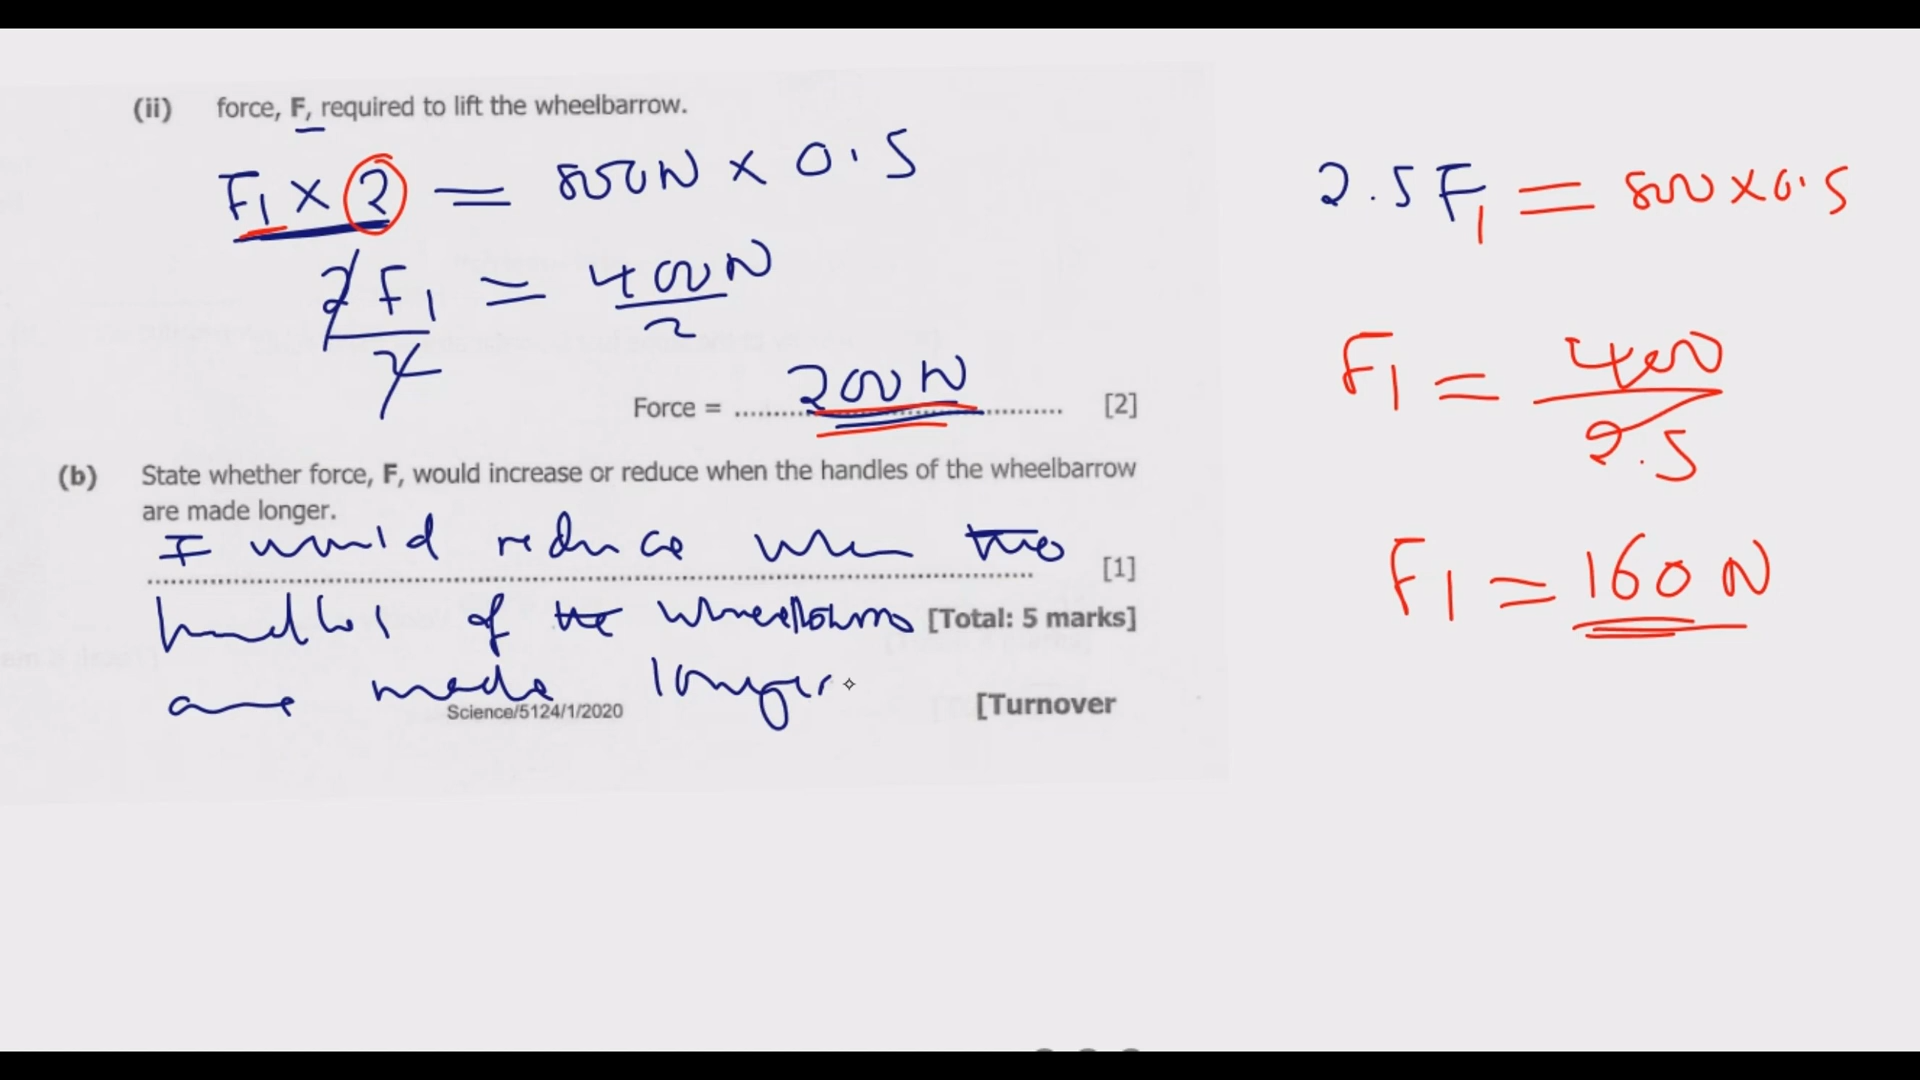 (ii) force, F, required to lift the wheelbarrow.
F₁ × 2 = 800N × 0.5
2F₁/2 = 400N/2
Force = 200N [2]
(b) State whether force, F, would increase or reduce when the handles of the wheelbarrow
are made longer.
I would reduce when the
[1]
handles of the wheelbarrow [Total: 5 marks]
are made longer
Science/5124/1/2020 [Turnover
2.5F₁ = 800 × 0.5
F₁ = 400/2.5
F₁ = 160N